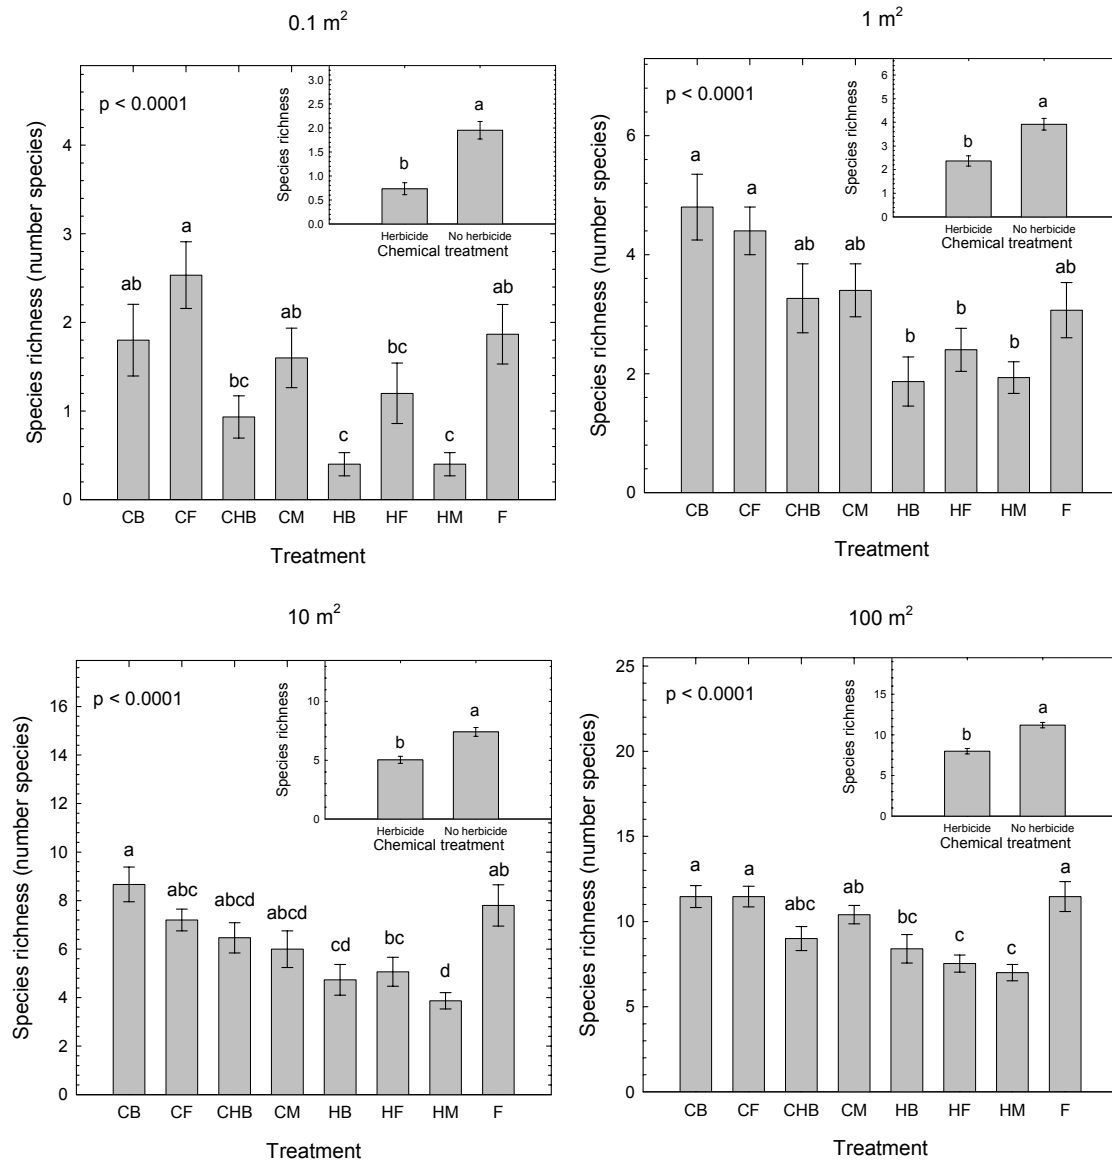 0.1 m²
p < 0.0001
Species richness (number species)
4
3
2
1
0
ab
a
bc
ab
c
bc
c
ab
CB CF CHB CM HB HF HM F
Treatment
Species richness
3.0
2.5
2.0
1.5
1.0
0.5
0.0
b
a
Herbicide No herbicide
Chemical treatment
1 m²
p < 0.0001
Species richness (number species)
6
4
2
0
a
a
ab
ab
b
b
b
ab
CB CF CHB CM HB HF HM F
Treatment
Species richness
6
5
4
3
2
1
0
b
a
Herbicide No herbicide
Chemical treatment
10 m²
p < 0.0001
Species richness (number species)
16
14
12
10
8
6
4
2
0
a
abc
abcd
abcd
cd
bc
d
ab
CB CF CHB CM HB HF HM F
Treatment
Species richness
10
5
0
b
a
Herbicide No herbicide
Chemical treatment
100 m²
p < 0.0001
Species richness (number species)
25
20
15
10
5
0
a
a
abc
ab
bc
c
c
a
CB CF CHB CM HB HF HM F
Treatment
Species richness
15
10
5
0
b
a
Herbicide No herbicide
Chemical treatment